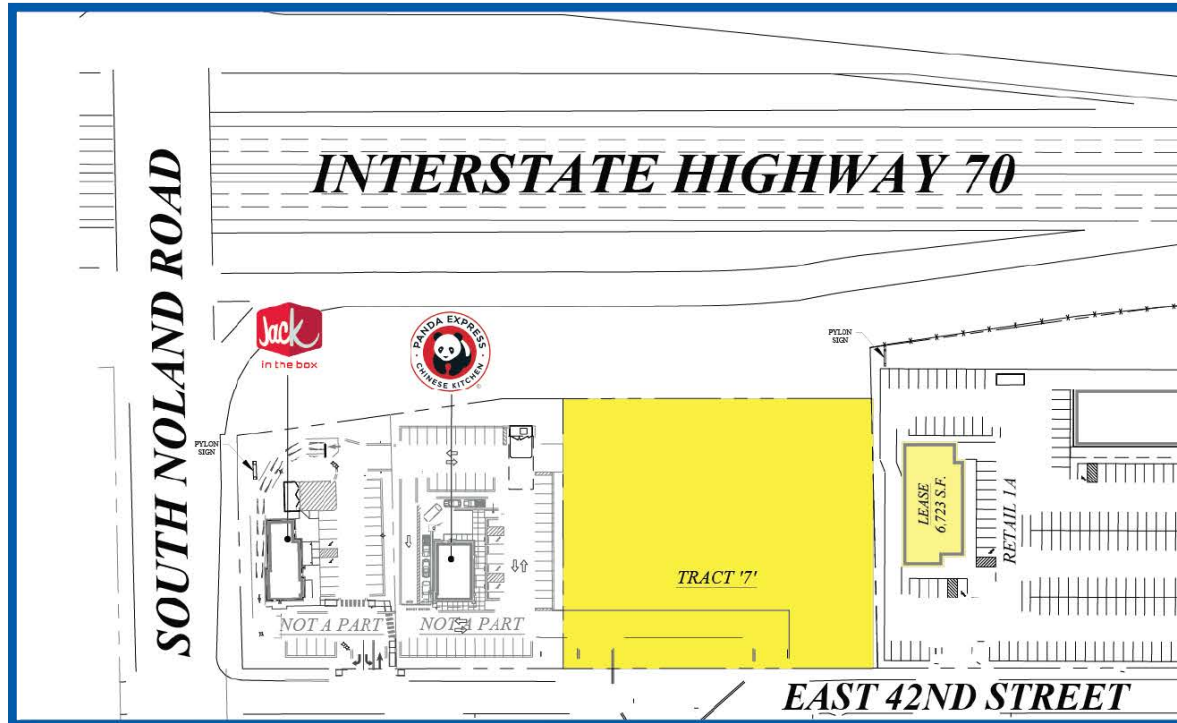 INTERSTATE HIGHWAY 70
SOUTH NOLAND ROAD
Jack
in the box
PANDA EXPRESS
CHINESE KITCHEN
PYLON
SIGN
PYLON
SIGN
LEASE
6,723 S.F.
RETAIL 1A
TRACT '7'
NOT A PART
NOT A PART
EAST 42ND STREET